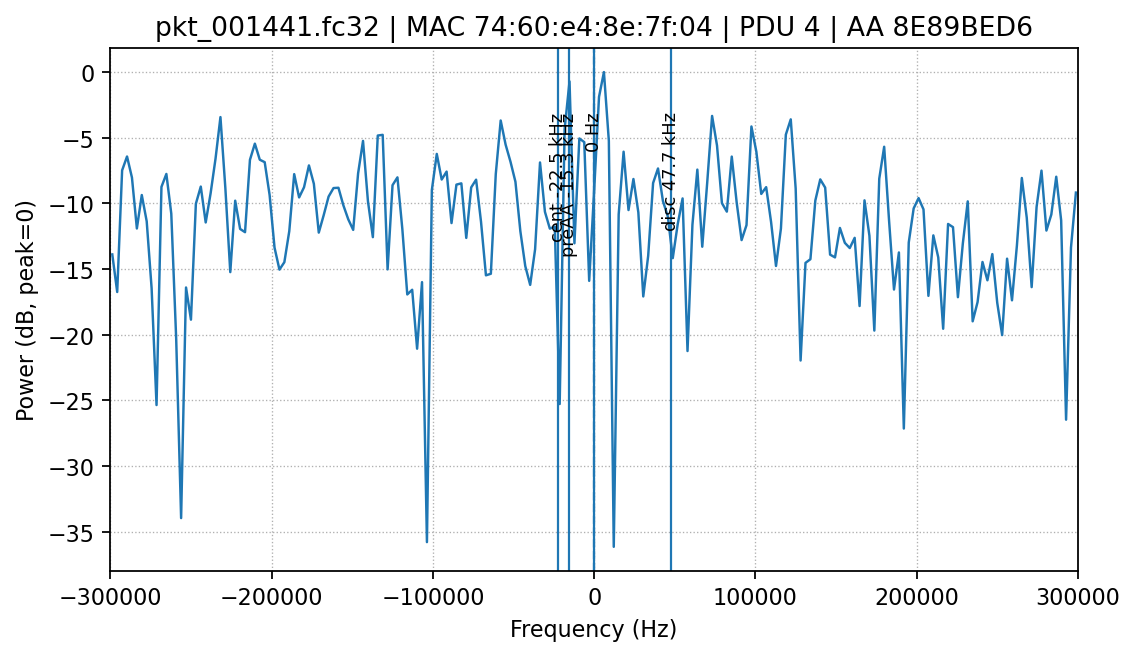 pkt_001441.fc32 | MAC 74:60:e4:8e:7f:04 | PDU 4 | AA 8E89BED6
Power (dB, peak=0)
0
−5
−10
−15
−20
−25
−30
−35
cent -22.5 kHz
preAA -15.3 kHz
0 Hz
disc 47.7 kHz
−300000
−200000
−100000
0
100000
200000
300000
Frequency (Hz)